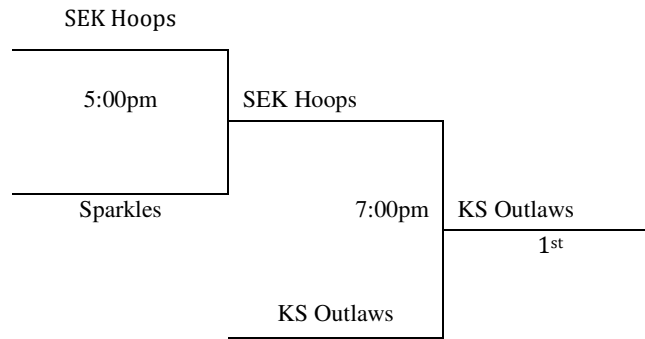 SEK Hoops
5:00pm
SEK Hoops
Sparkles
7:00pm
KS Outlaws
1st
KS Outlaws